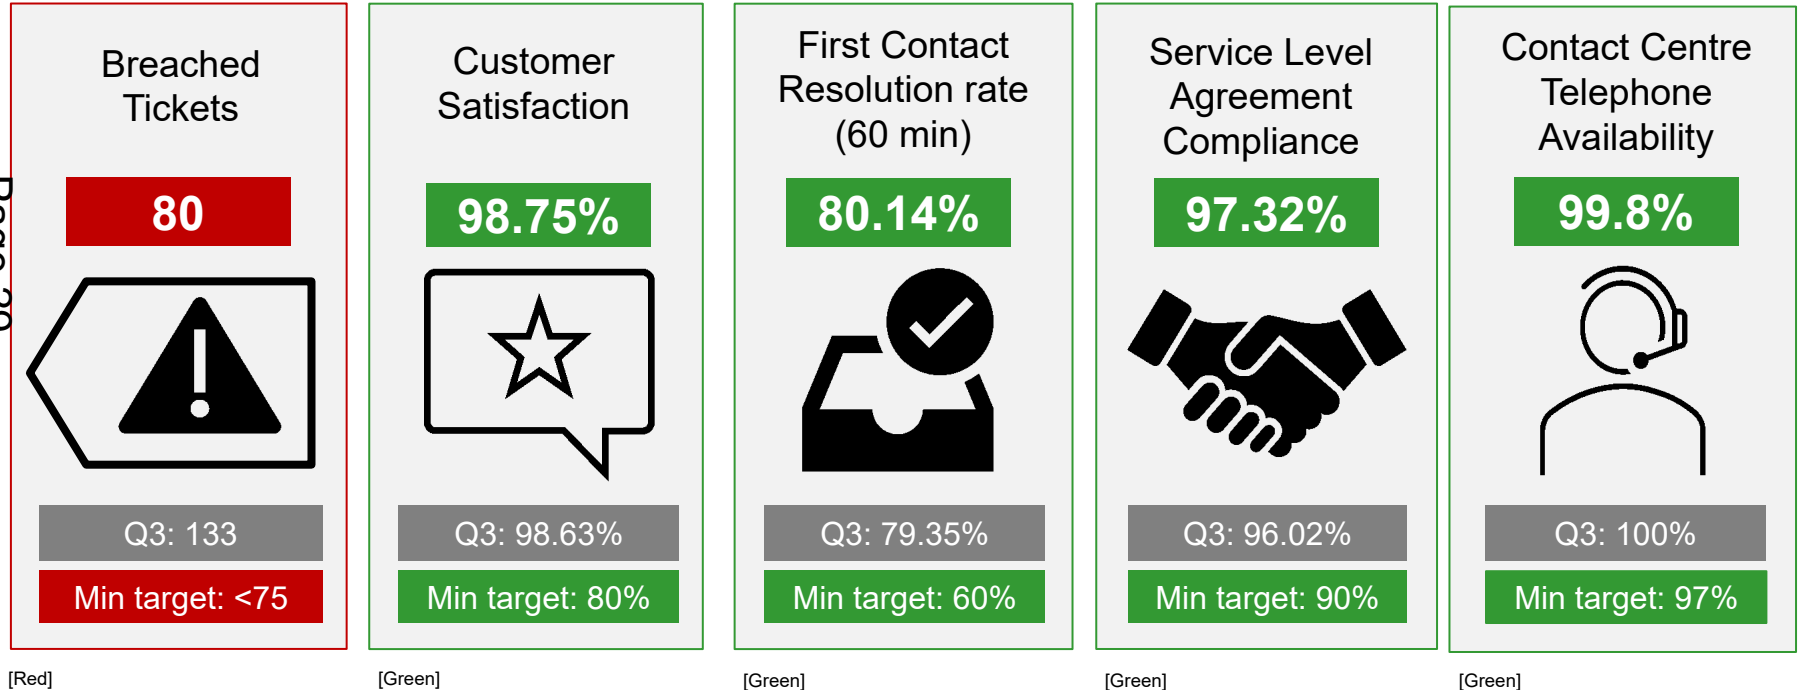 Breached
Tickets
80
Q3: 133
Min target: <75
[Red]
Customer
Satisfaction
98.75%
Q3: 98.63%
Min target: 80%
[Green]
First Contact
Resolution rate
(60 min)
80.14%
Q3: 79.35%
Min target: 60%
[Green]
Service Level
Agreement
Compliance
97.32%
Q3: 96.02%
Min target: 90%
[Green]
Contact Centre
Telephone
Availability
99.8%
Q3: 100%
Min target: 97%
[Green]